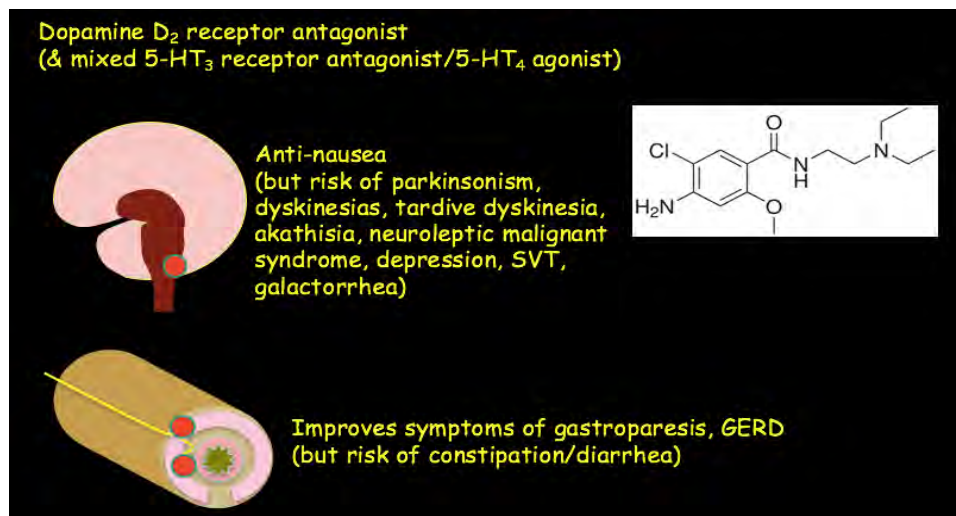 Dopamine D₂ receptor antagonist
(& mixed 5-HT₃ receptor antagonist/5-HT₄ agonist)
Anti-nausea
(but risk of parkinsonism,
dyskinesias, tardive dyskinesia,
akathisia, neuroleptic malignant
syndrome, depression, SVT,
galactorrhea)
O
Cl
N
N
H
H₂N
O
Improves symptoms of gastroparesis, GERD
(but risk of constipation/diarrhea)